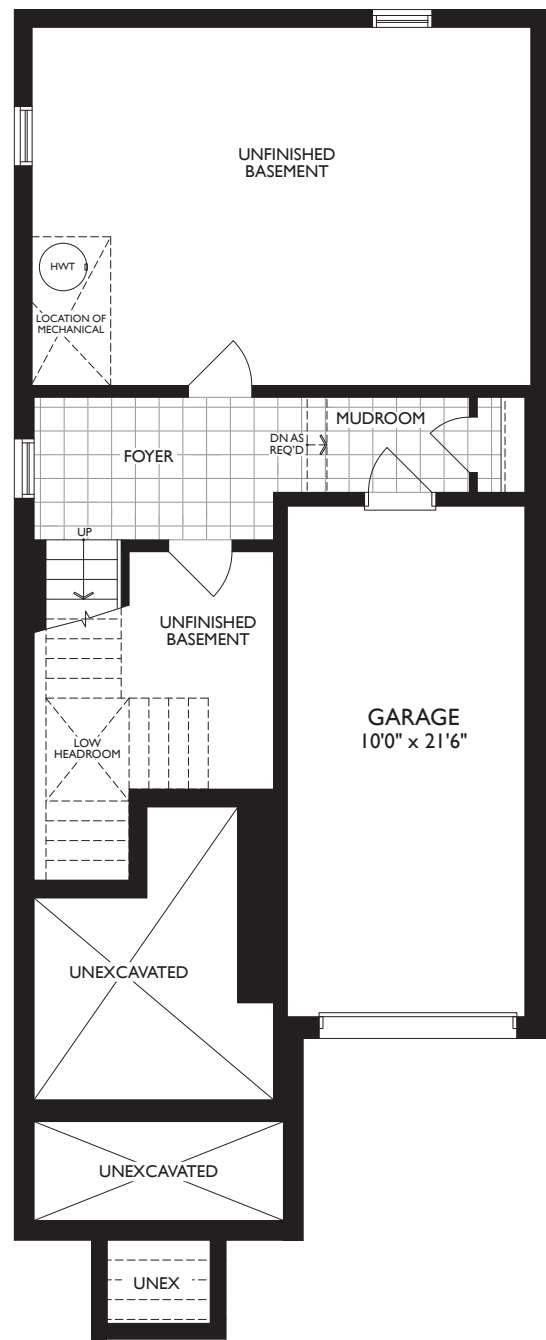 UNFINISHED
BASEMENT
HWT
LOCATION OF
MECHANICAL
MUDROOM
DN AS
REQ'D
FOYER
UP
UNFINISHED
BASEMENT
GARAGE
10'0" x 21'6"
LOW
HEADROOM
UNEXCAVATED
UNEXCAVATED
UNEX